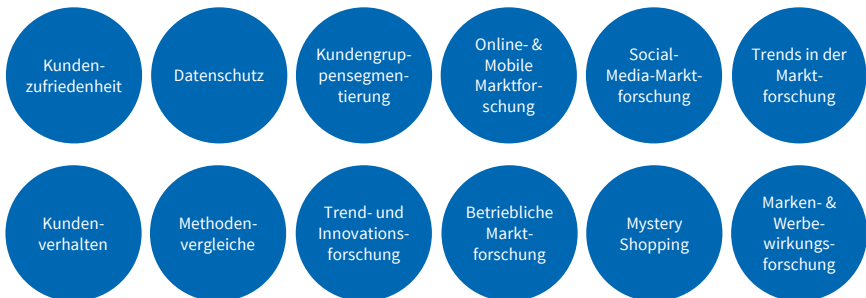 Kunden-
zufriedenheit
Datenschutz
Kundengrup-
pensegmen-
tierung
Online- &
Mobile
Marktfor-
schung
Social-
Media-Markt-
forschung
Trends in der
Markt-
forschung
Kunden-
verhalten
Methoden-
vergleiche
Trend- und
Innovations-
forschung
Betriebliche
Markt-
forschung
Mystery
Shopping
Marken- &
Werbe-
wirkungs-
forschung